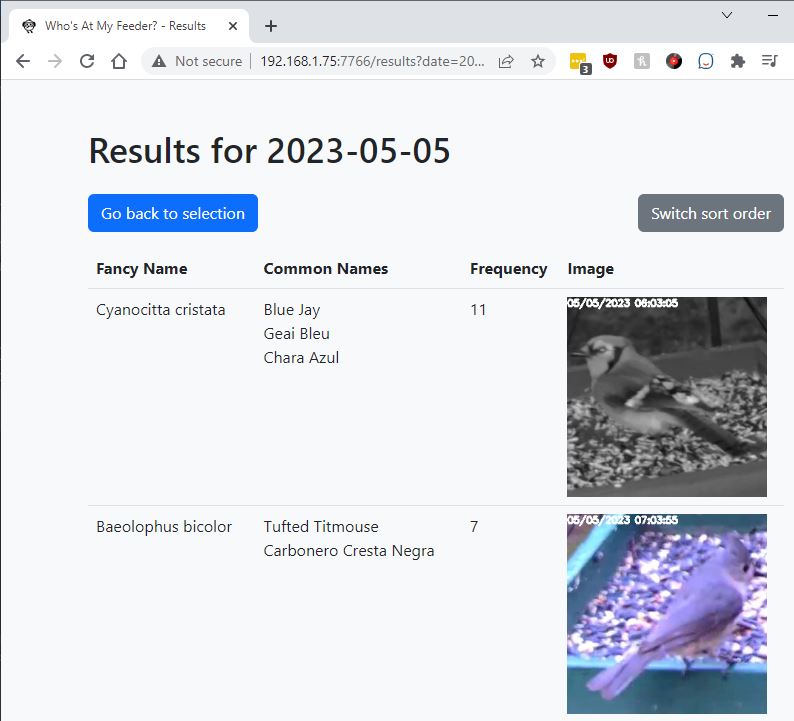 Who's At My Feeder? - Results
Not secure | 192.168.1.75:7766/results?date=20...
3
Results for 2023-05-05
Go back to selection
Switch sort order
Fancy Name Common Names Frequency Image
Cyanocitta cristata Blue Jay 11 05/05/2023 06:03:05
Geai Bleu
Chara Azul
Baeolophus bicolor Tufted Titmouse 7 05/05/2023 07:03:55
Carbonero Cresta Negra